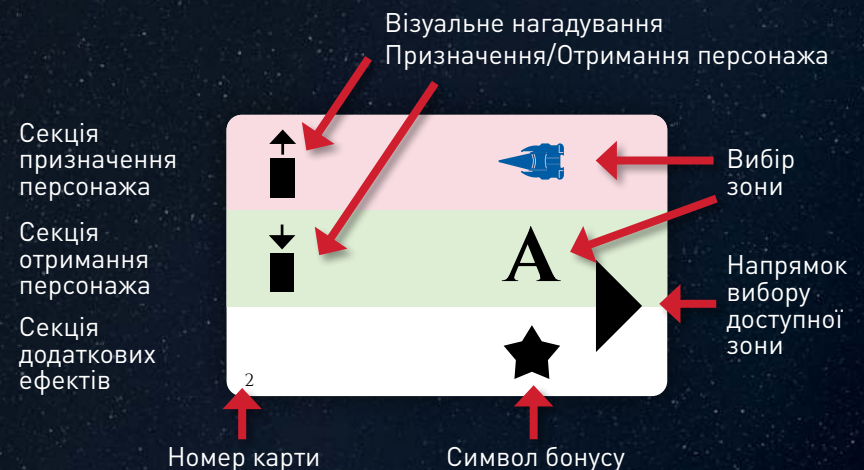 Візуальне нагадування
Призначення/Отримання персонажа
Секція
призначення
персонажа
Вибір
зони
Секція
отримання
персонажа
A
Напрямок
вибору
доступної
зони
Секція
додаткових
ефектів
2
Номер карти
Символ бонусу